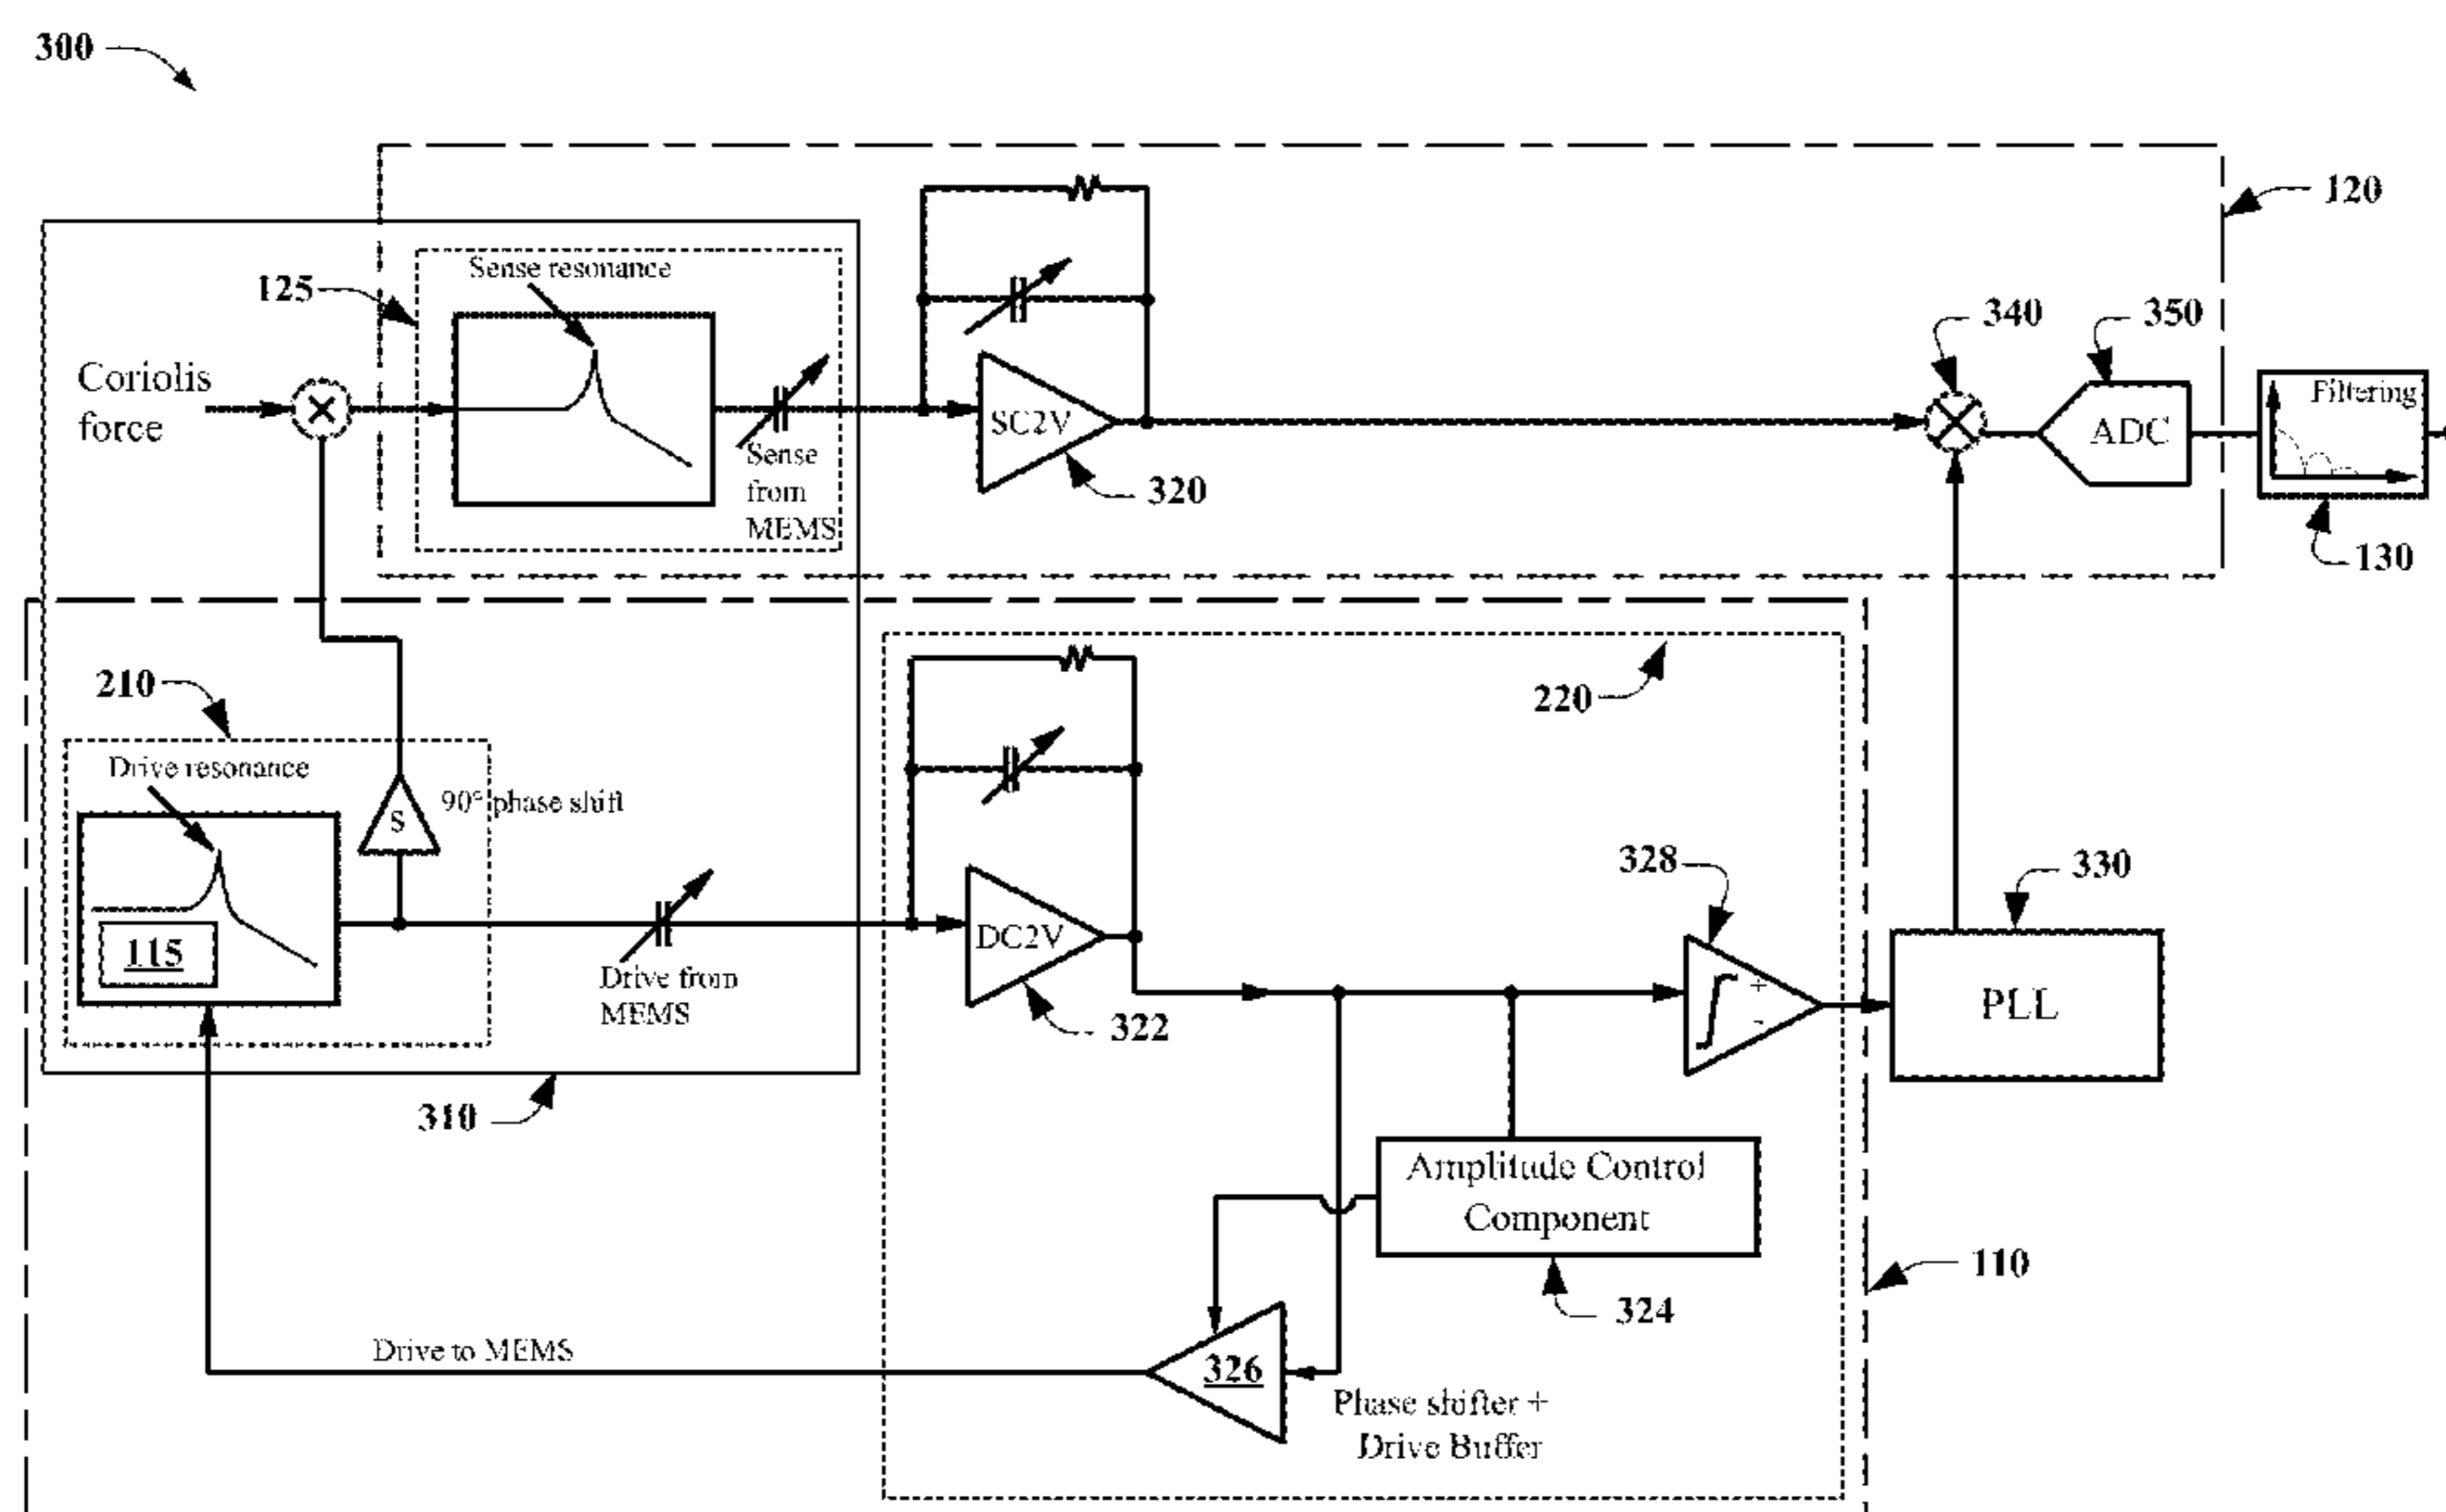 300
120
Sense resonance
125
340
350
Coriolis
force
Filtering
SC2V
ADC
Sense
from
MEMS
320
130
210
220
Drive resonance
90° phase shift
S
328
330
115
DC2V
Drive from
MEMS
+
-
PLL
322
310
Amplitude Control
Component
110
324
Drive to MEMS
326
Phase shifter +
Drive Buffer